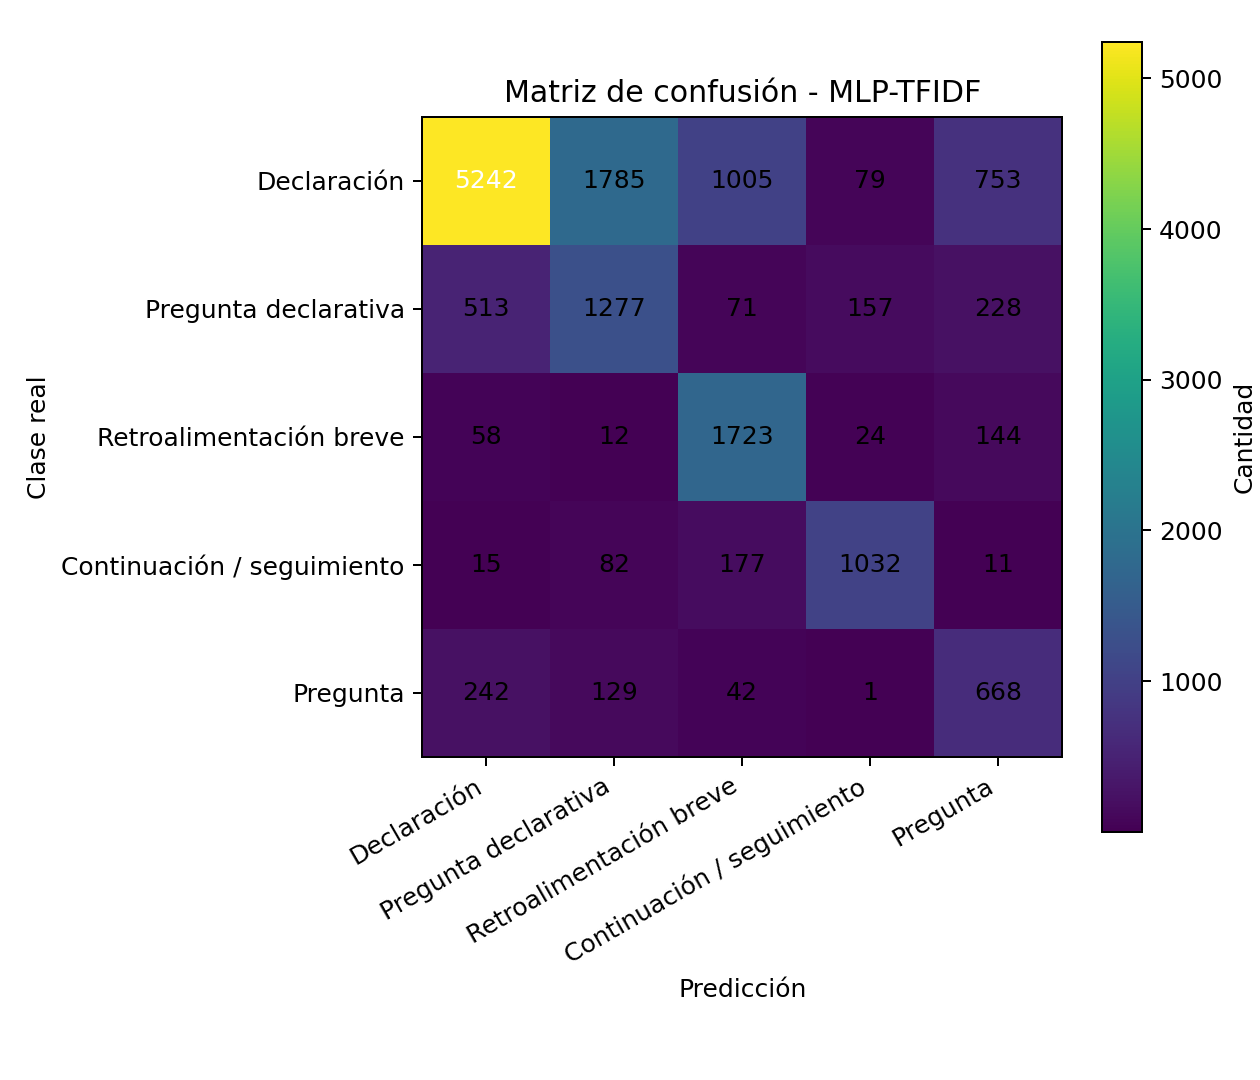 Matriz de confusión - MLP-TFIDF
Clase real
Declaración 5242 1785 1005 79 753
Pregunta declarativa 513 1277 71 157 228
Retroalimentación breve 58 12 1723 24 144
Continuación / seguimiento 15 82 177 1032 11
Pregunta 242 129 42 1 668
Declaración
Pregunta declarativa
Retroalimentación breve
Continuación / seguimiento
Pregunta
Predicción
5000
4000
3000
2000
1000
Cantidad